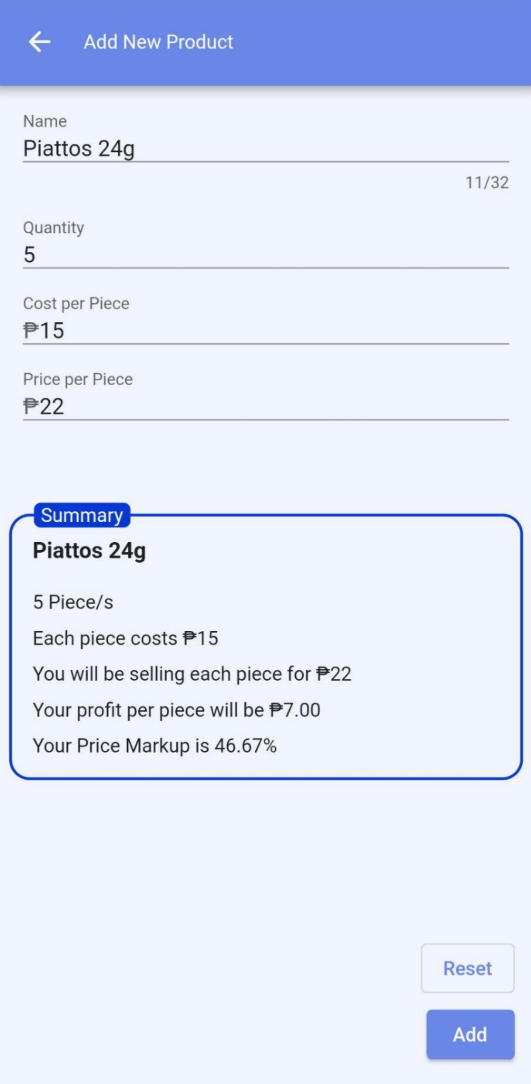 Add New Product
Name
Piattos 24g
11/32
Quantity
5
Cost per Piece
₱15
Price per Piece
₱22
Summary
Piattos 24g
5 Piece/s
Each piece costs ₱15
You will be selling each piece for ₱22
Your profit per piece will be ₱7.00
Your Price Markup is 46.67%
Reset
Add